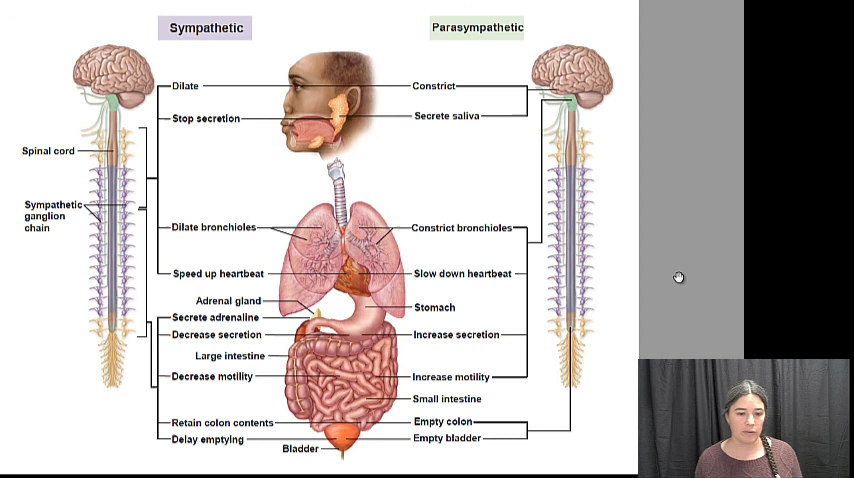 Sympathetic
Parasympathetic
Dilate
Constrict
Stop secretion
Secrete saliva
Spinal cord
Sympathetic
ganglion
chain
Dilate bronchioles
Constrict bronchioles
Speed up heartbeat
Slow down heartbeat
Adrenal gland
Stomach
Secrete adrenaline
Decrease secretion
Increase secretion
Large intestine
Decrease motility
Increase motility
Small intestine
Retain colon contents
Empty colon
Delay emptying
Empty bladder
Bladder